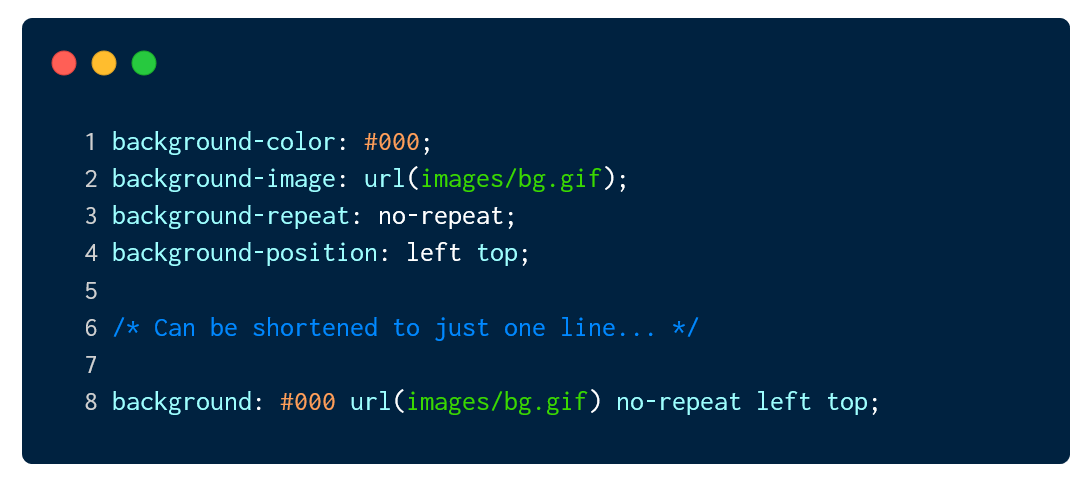 1 background-color: #000;
2 background-image: url(images/bg.gif);
3 background-repeat: no-repeat;
4 background-position: left top;
5
6 /* Can be shortened to just one line... */
7
8 background: #000 url(images/bg.gif) no-repeat left top;